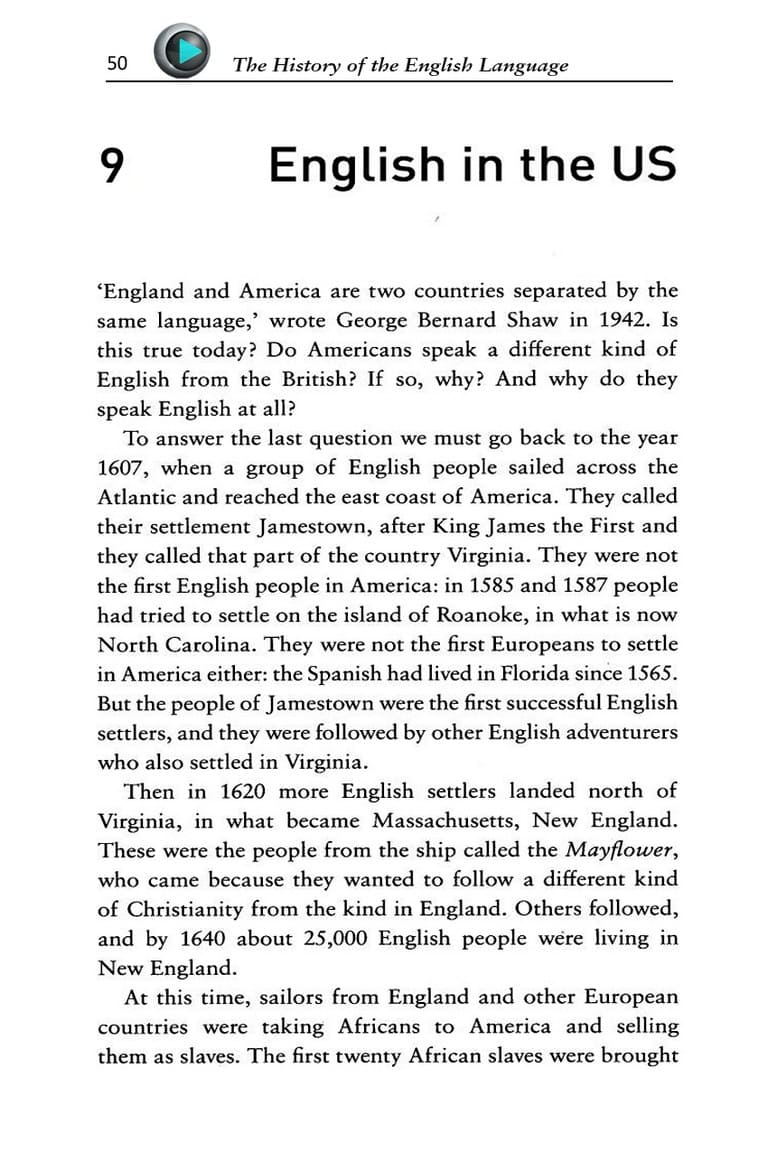 50 The History of the English Language
9 English in the US
‘England and America are two countries separated by the
same language,’ wrote George Bernard Shaw in 1942. Is
this true today? Do Americans speak a different kind of
English from the British? If so, why? And why do they
speak English at all?
To answer the last question we must go back to the year
1607, when a group of English people sailed across the
Atlantic and reached the east coast of America. They called
their settlement Jamestown, after King James the First and
they called that part of the country Virginia. They were not
the first English people in America: in 1585 and 1587 people
had tried to settle on the island of Roanoke, in what is now
North Carolina. They were not the first Europeans to settle
in America either: the Spanish had lived in Florida since 1565.
But the people of Jamestown were the first successful English
settlers, and they were followed by other English adventurers
who also settled in Virginia.
Then in 1620 more English settlers landed north of
Virginia, in what became Massachusetts, New England.
These were the people from the ship called the Mayflower,
who came because they wanted to follow a different kind
of Christianity from the kind in England. Others followed,
and by 1640 about 25,000 English people were living in
New England.
At this time, sailors from England and other European
countries were taking Africans to America and selling
them as slaves. The first twenty African slaves were brought